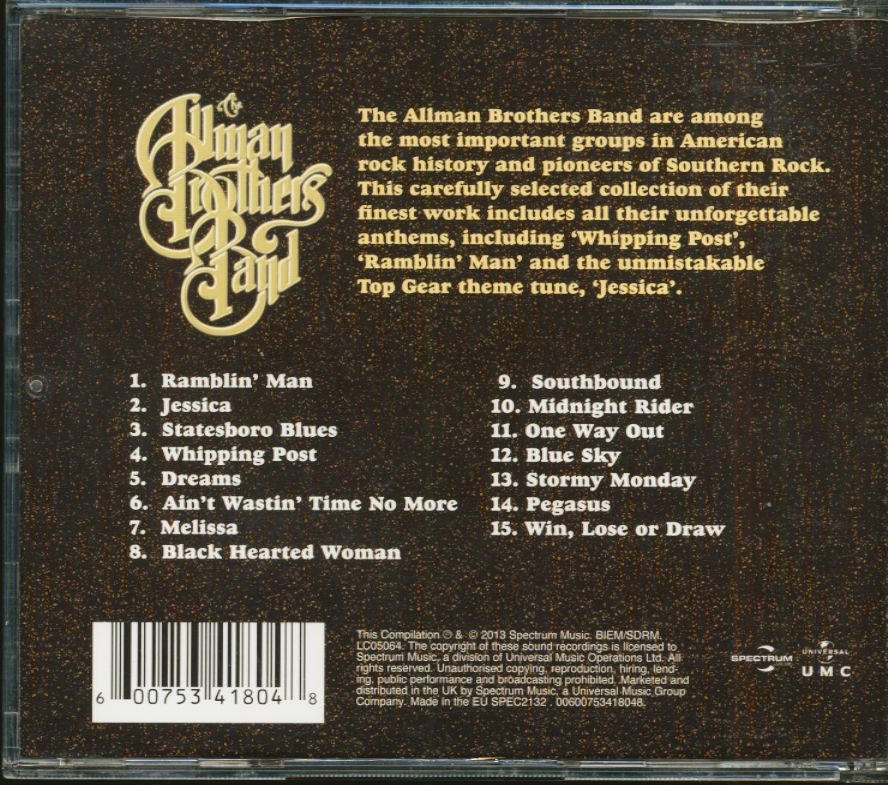 The
Allman
Brothers
Band
The Allman Brothers Band are among
the most important groups in American
rock history and pioneers of Southern Rock.
This carefully selected collection of their
finest work includes all their unforgettable
anthems, including ‘Whipping Post’,
‘Ramblin’ Man’ and the unmistakable
Top Gear theme tune, ‘Jessica’.
1. Ramblin’ Man
2. Jessica
3. Statesboro Blues
4. Whipping Post
5. Dreams
6. Ain’t Wastin’ Time No More
7. Melissa
8. Black Hearted Woman
9. Southbound
10. Midnight Rider
11. One Way Out
12. Blue Sky
13. Stormy Monday
14. Pegasus
15. Win, Lose or Draw
6 00753 41804 8
This Compilation ℗ & © 2013 Spectrum Music. BIEM/SDRM.
LC05064. The copyright of these sound recordings is licensed to
Spectrum Music, a division of Universal Music Operations Ltd. All
rights reserved. Unauthorised copying, reproduction, hiring, lend-
ing, public performance and broadcasting prohibited. Marketed and
distributed in the UK by Spectrum Music, a Universal Music Group
Company. Made in the EU SPEC2132 . 00600753418048.
SPECTRUM
UNIVERSAL
UMC